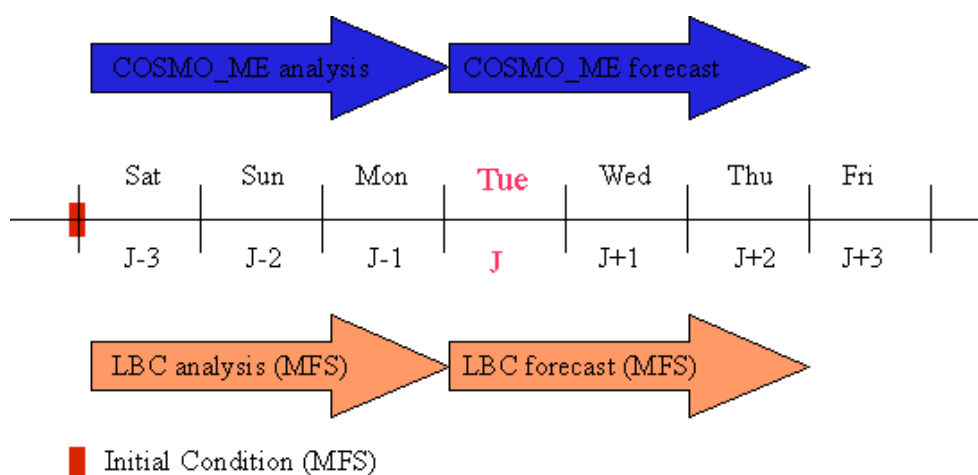 COSMO_ME analysis COSMO_ME forecast
Sat Sun Mon Tue Wed Thu Fri
J-3 J-2 J-1 J J+1 J+2 J+3
LBC analysis (MFS) LBC forecast (MFS)
Initial Condition (MFS)